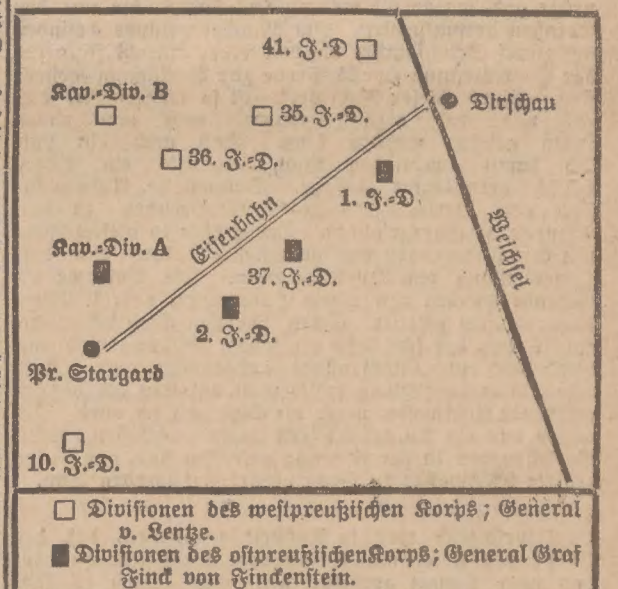 41. J.-D
Kav.-Div. B
Dirschau
35. J.-D.
36. J.-D.
1. J.-D
Eisenbahn
Weichsel
Kav.-Div. A
37. J.-D.
2. J.-D.
Pr. Stargard
10. J.-D.
Divisionen des westpreußischen Korps; General
v. Lentze.
Divisionen des ostpreußischen Korps; General Graf
Finck von Finckenstein.